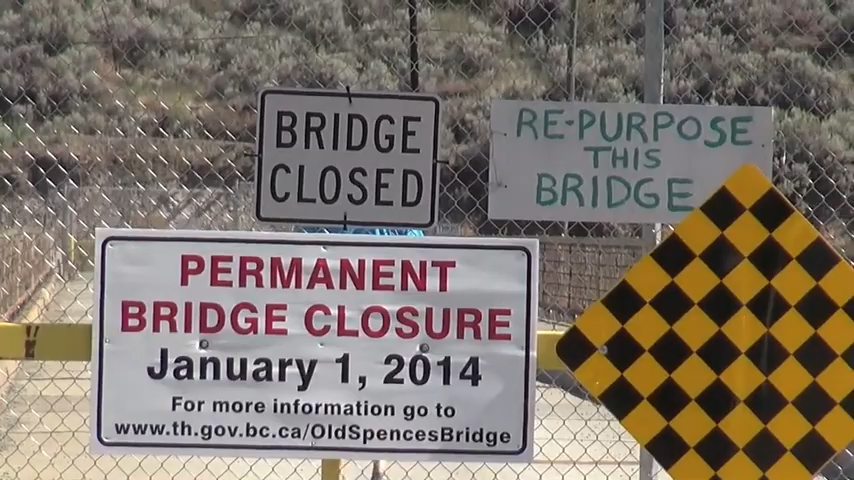 BRIDGE
CLOSED
RE-PURPOSE
THIS
BRIDGE
PERMANENT
BRIDGE CLOSURE
January 1, 2014
For more information go to
www.th.gov.bc.ca/OldSpencesBridge